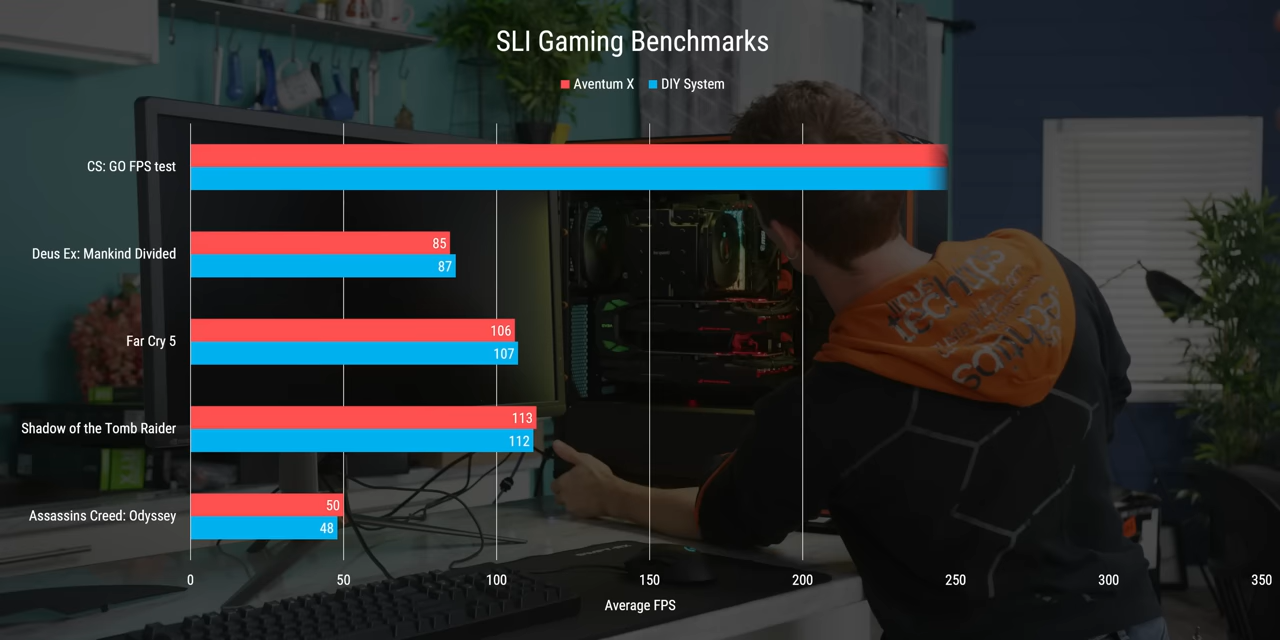 SLI Gaming Benchmarks
Aventum X DIY System
CS: GO FPS test
Deus Ex: Mankind Divided
85
87
Far Cry 5
106
107
Shadow of the Tomb Raider
113
112
Assassins Creed: Odyssey
50
48
0 50 100 150 200 250 300 350
Average FPS